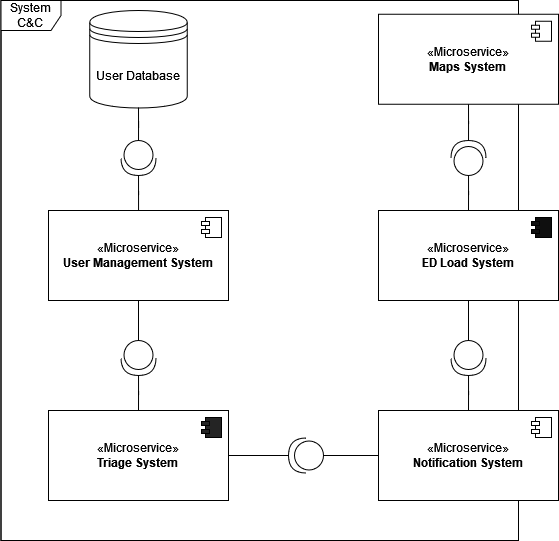 System
C&C
User Database
«Microservice»
Maps System
«Microservice»
User Management System
«Microservice»
ED Load System
«Microservice»
Triage System
«Microservice»
Notification System